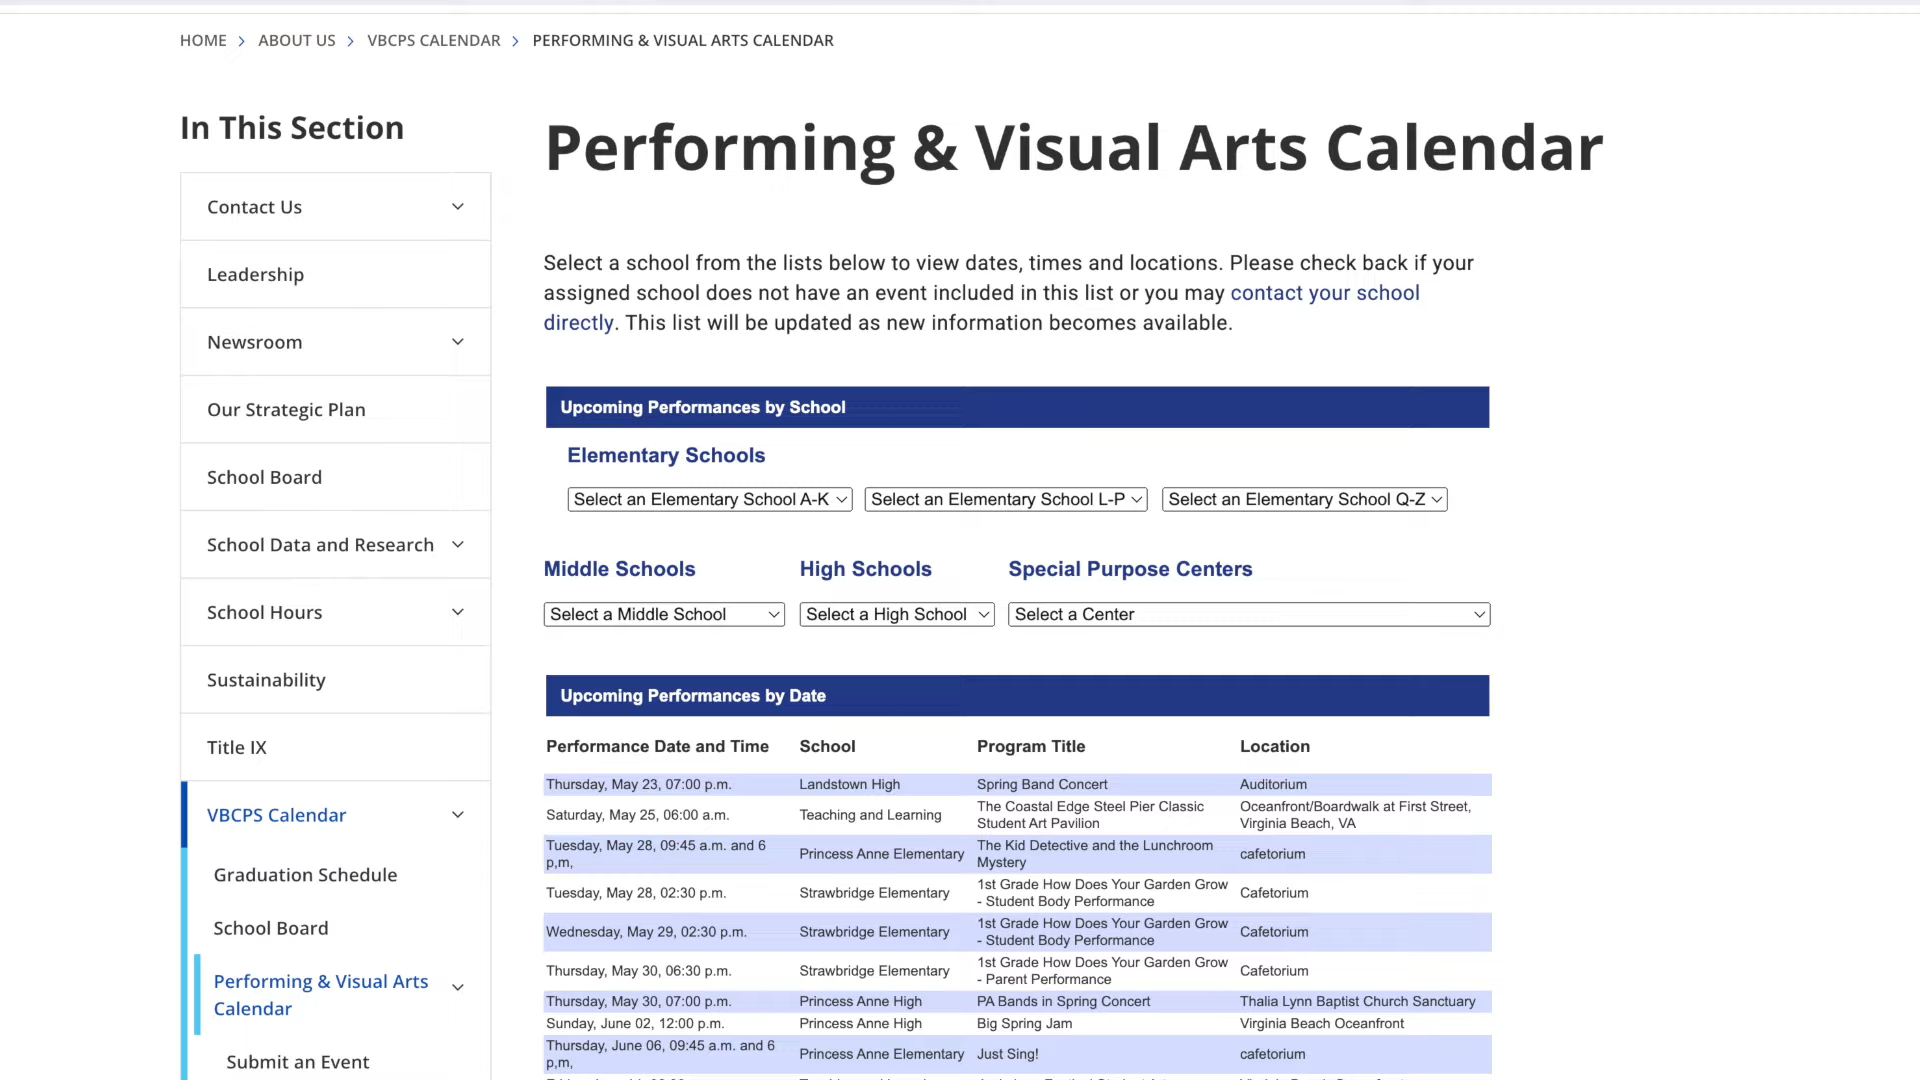 HOME > ABOUT US > VBCPS CALENDAR > PERFORMING & VISUAL ARTS CALENDAR
In This Section
Contact Us
Leadership
Newsroom
Our Strategic Plan
School Board
School Data and Research
School Hours
Sustainability
Title IX
VBCPS Calendar
Graduation Schedule
School Board
Performing & Visual Arts
Calendar
Submit an Event
Performing & Visual Arts Calendar
Select a school from the lists below to view dates, times and locations. Please check back if your
assigned school does not have an event included in this list or you may contact your school
directly. This list will be updated as new information becomes available.
Upcoming Performances by School
Elementary Schools
Select an Elementary School A-K Select an Elementary School L-P Select an Elementary School Q-Z
Middle Schools High Schools Special Purpose Centers
Select a Middle School Select a High School Select a Center
Upcoming Performances by Date
Performance Date and Time School Program Title Location
Thursday, May 23, 07:00 p.m. Landstown High Spring Band Concert Auditorium
Saturday, May 25, 06:00 a.m. Teaching and Learning The Coastal Edge Steel Pier Classic
Student Art Pavilion Oceanfront/Boardwalk at First Street,
Virginia Beach, VA
Tuesday, May 28, 09:45 a.m. and 6
p,m, Princess Anne Elementary The Kid Detective and the Lunchroom
Mystery cafetorium
Tuesday, May 28, 02:30 p.m. Strawbridge Elementary 1st Grade How Does Your Garden Grow
- Student Body Performance Cafetorium
Wednesday, May 29, 02:30 p.m. Strawbridge Elementary 1st Grade How Does Your Garden Grow
- Student Body Performance Cafetorium
Thursday, May 30, 06:30 p.m. Strawbridge Elementary 1st Grade How Does Your Garden Grow
- Parent Performance Cafetorium
Thursday, May 30, 07:00 p.m. Princess Anne High PA Bands in Spring Concert Thalia Lynn Baptist Church Sanctuary
Sunday, June 02, 12:00 p.m. Princess Anne High Big Spring Jam Virginia Beach Oceanfront
Thursday, June 06, 09:45 a.m. and 6
p,m, Princess Anne Elementary Just Sing! cafetorium